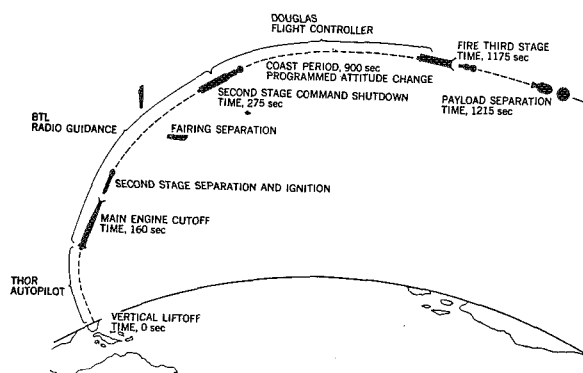 DOUGLAS
FLIGHT CONTROLLER
FIRE THIRD STAGE
TIME, 1175 sec
COAST PERIOD, 900 sec
PROGRAMMED ATTITUDE CHANGE
SECOND STAGE COMMAND SHUTDOWN
TIME, 275 sec
PAYLOAD SEPARATION
TIME, 1215 sec
BTL
RADIO GUIDANCE
FAIRING SEPARATION
SECOND STAGE SEPARATION AND IGNITION
MAIN ENGINE CUTOFF
TIME, 160 sec
THOR
AUTOPILOT
VERTICAL LIFTOFF
TIME, 0 sec